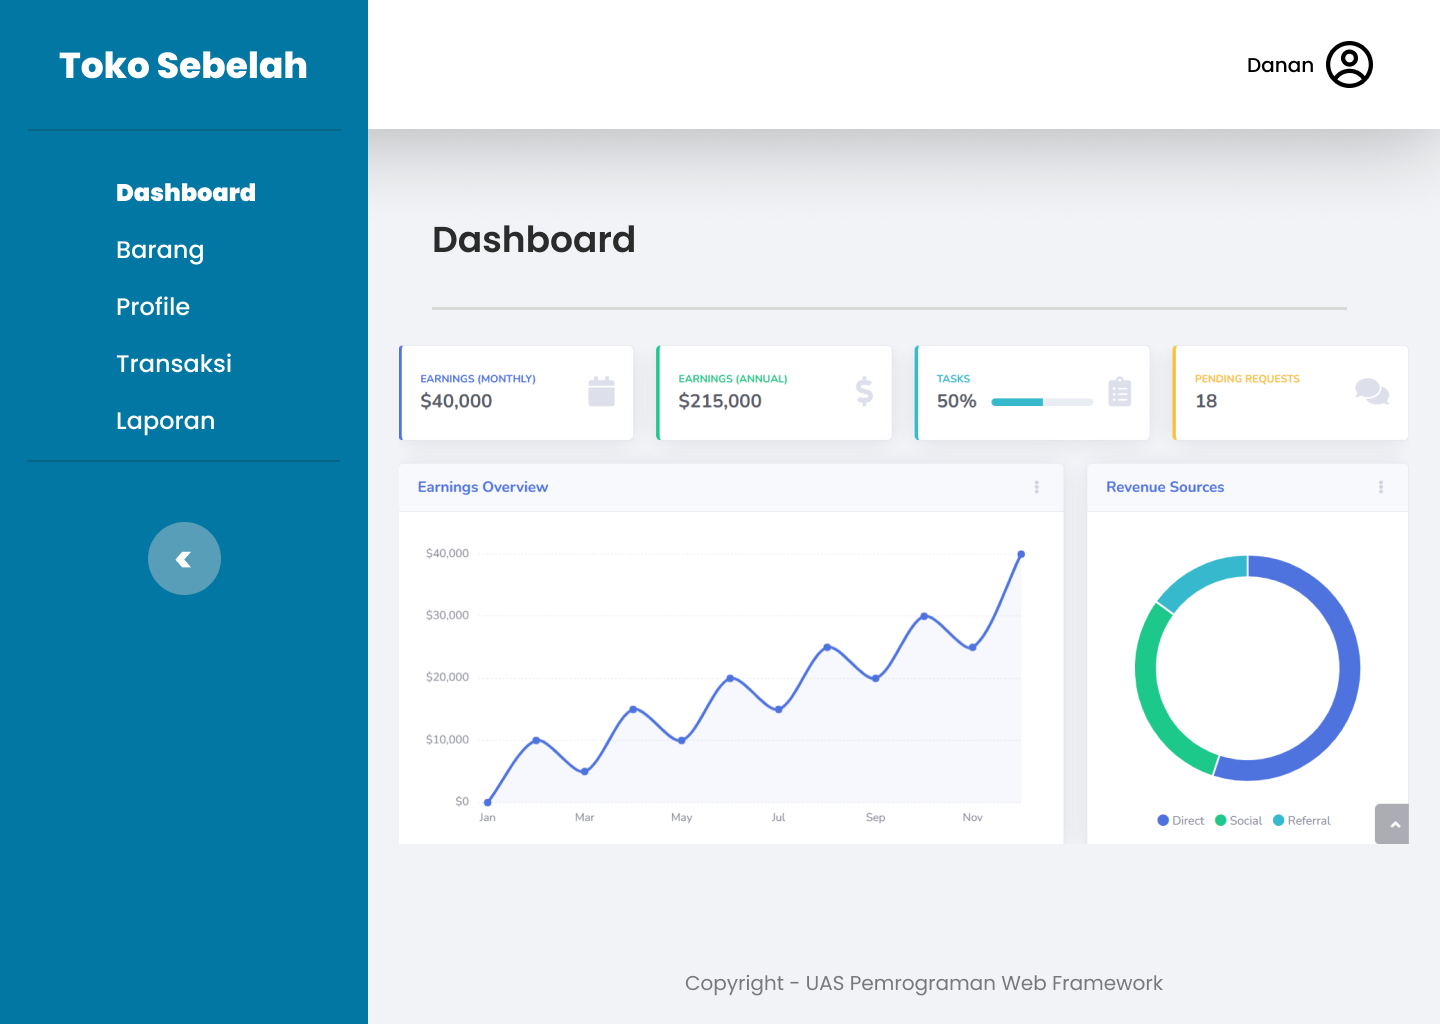 Toko Sebelah
Danan
Dashboard
Barang
Profile
Transaksi
Laporan
Dashboard
EARNINGS (MONTHLY)
$40,000
EARNINGS (ANNUAL)
$215,000
TASKS
50%
PENDING REQUESTS
18
Earnings Overview
$40,000
$30,000
$20,000
$10,000
$0
Jan Mar May Jul Sep Nov
Revenue Sources
Direct Social Referral
Copyright - UAS Pemrograman Web Framework